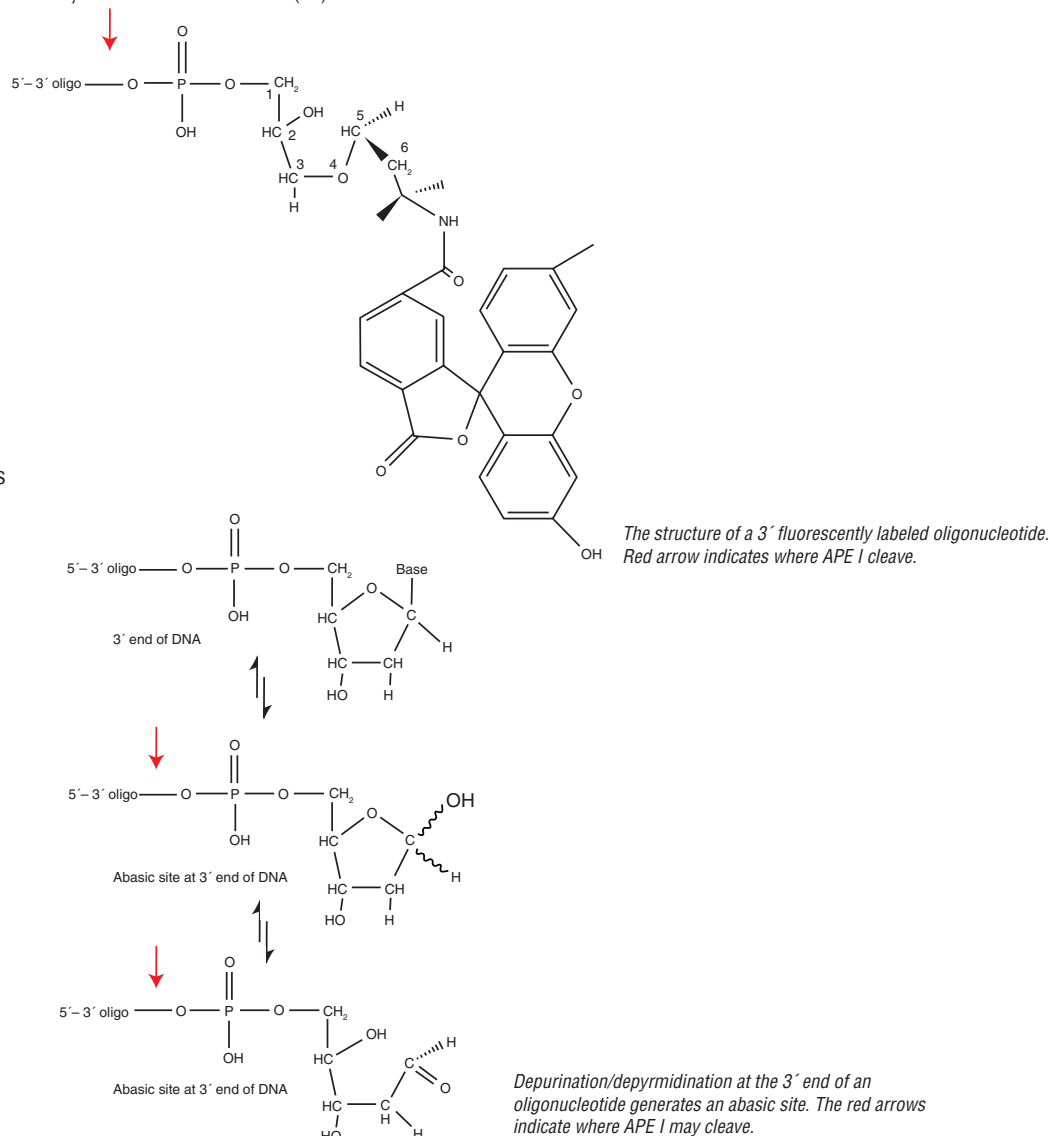 O
5´– 3´ oligo O P O CH2
1
OH
OH
HC 2
5 H
HC
6
CH2
3 4
HC O
H
NH
O
O
O
O
OH
S
The structure of a 3´ fluorescently labeled oligonucleotide.
Red arrow indicates where APE I cleave.
O
5´– 3´ oligo O P O CH2
Base
O
OH
HC C
H
3´ end of DNA
HC CH
HO H
O
5´– 3´ oligo O P O CH2
OH
O
OH
HC C
H
Abasic site at 3´ end of DNA
HC CH
HO H
O
5´– 3´ oligo O P O CH2
OH H
OH
HC C
O
Abasic site at 3´ end of DNA
HC C
H H
HO
Depurination/depyrmidination at the 3´ end of an
oligonucleotide generates an abasic site. The red arrows
indicate where APE I may cleave.